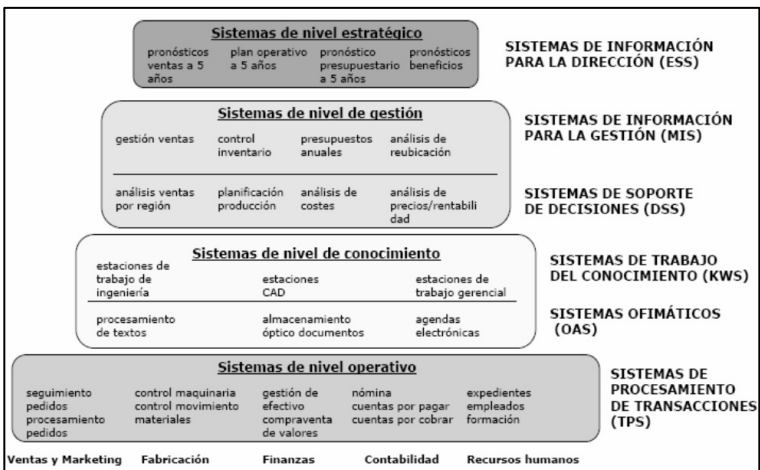 Sistemas de nivel estratégico
pronósticos plan operativo pronóstico pronósticos
ventas a 5 a 5 años presupuestario beneficios
años a 5 años
SISTEMAS DE INFORMACIÓN
PARA LA DIRECCIÓN (ESS)
Sistemas de nivel de gestión
gestión ventas control presupuestos análisis de
inventario anuales reubicación
SISTEMAS DE INFORMACIÓN
PARA LA GESTIÓN (MIS)
análisis ventas planificación análisis de análisis de
por región producción costes precios/rentabili
dad
SISTEMAS DE SOPORTE
DE DECISIONES (DSS)
Sistemas de nivel de conocimiento
estaciones de
trabajo de estaciones estaciones de
ingeniería CAD trabajo gerencial
SISTEMAS DE TRABAJO
DEL CONOCIMIENTO (KWS)
procesamiento almacenamiento agendas
de textos óptico documentos electrónicas
SISTEMAS OFIMÁTICOS
(OAS)
Sistemas de nivel operativo
seguimiento control maquinaria gestión de nómina expedientes
pedidos control movimiento efectivo cuentas por pagar empleados
procesamiento materiales compraventa cuentas por cobrar formación
pedidos de valores
SISTEMAS DE
PROCESAMIENTO
DE TRANSACCIONES
(TPS)
Ventas y Marketing Fabricación Finanzas Contabilidad Recursos humanos